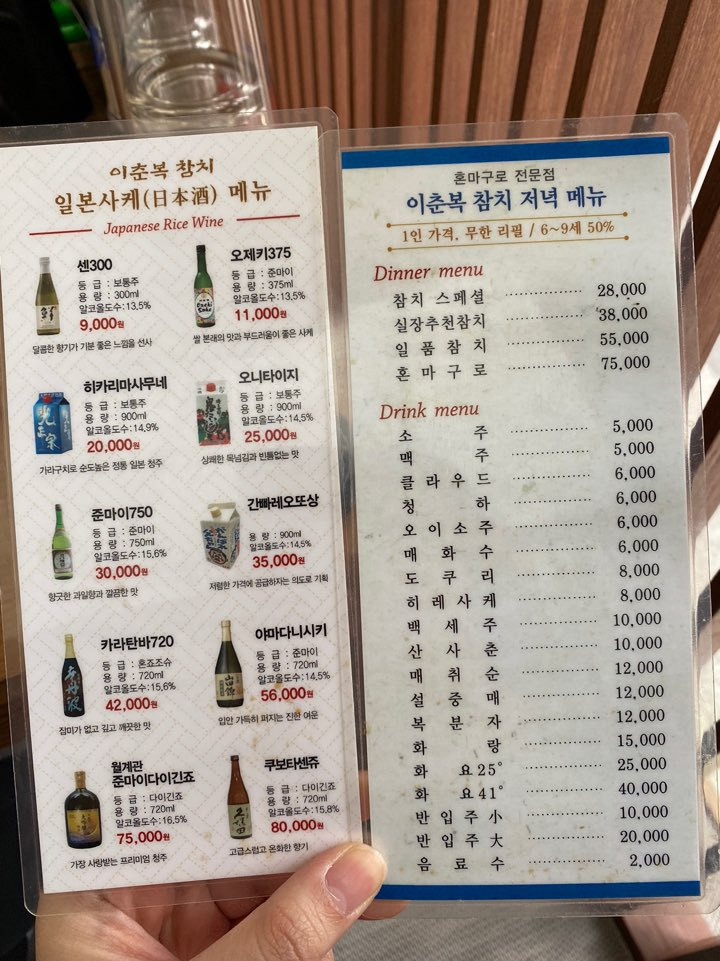 이춘복 참치
일본사케(日本酒) 메뉴
Japanese Rice Wine
센300
등 급 : 보통주
용 량 : 300ml
알코올도수:13,5%
9,000원
달콤한 향기가 기분 좋은 느낌을 선사
오제키375
등 급 : 준마이
용 량 : 375ml
알코올도수:13,5%
11,000원
쌀 본래의 맛과 부드러움이 좋은 사케
히카리마사무네
등 급 : 보통주
용 량 : 900ml
알코올도수:14,9%
20,000원
가라구치로 순도높은 정통 일본 청주
오니타이지
등 급 : 보통주
용 량 : 900ml
알코올도수:14,5%
25,000원
상쾌한 목넘김과 빈틈없는 맛
준마이750
등 급 : 준마이
용 량 : 750ml
알코올도수:15,6%
30,000원
향긋한 과일향과 깔끔한 맛
간빠레오또상
용 량 : 900ml
알코올도수:14,5%
35,000원
저렴한 가격에 공급하자는 의도로 기획
카라탄바720
등 급 : 혼죠조슈
용 량 : 720ml
알코올도수:15,6%
42,000원
잡미가 없고 깊고 깨끗한 맛
야마다니시키
등 급 : 준마이
용 량 : 720ml
알코올도수:14,5%
56,000원
입안 가득히 퍼지는 진한 여운
월계관
준마이다이긴죠
등 급 : 다이긴죠
용 량 : 720ml
알코올도수:16,5%
75,000원
가장 사랑받는 프리미엄 청주
쿠보타센쥬
등 급 : 다이긴죠
용 량 : 720ml
알코올도수:15,8%
80,000원
고급스럽고 온화한 향기
혼마구로 전문점
이춘복 참치 저녁 메뉴
1인 가격, 무한 리필 / 6~9세 50%
Dinner menu
참치 스페셜 28,000
실장추천참치 38,000
일품참치 55,000
혼마구로 75,000
Drink menu
소주 5,000
맥주 5,000
클라우드 6,000
청하 6,000
오이소주 6,000
매화수 6,000
도쿠리 8,000
히레사케 8,000
백세주 10,000
산사춘 10,000
매취순 12,000
설중매 12,000
복분자 12,000
화랑 15,000
화요25° 25,000
화요41° 40,000
반입주小 10,000
반입주大 20,000
음료수 2,000